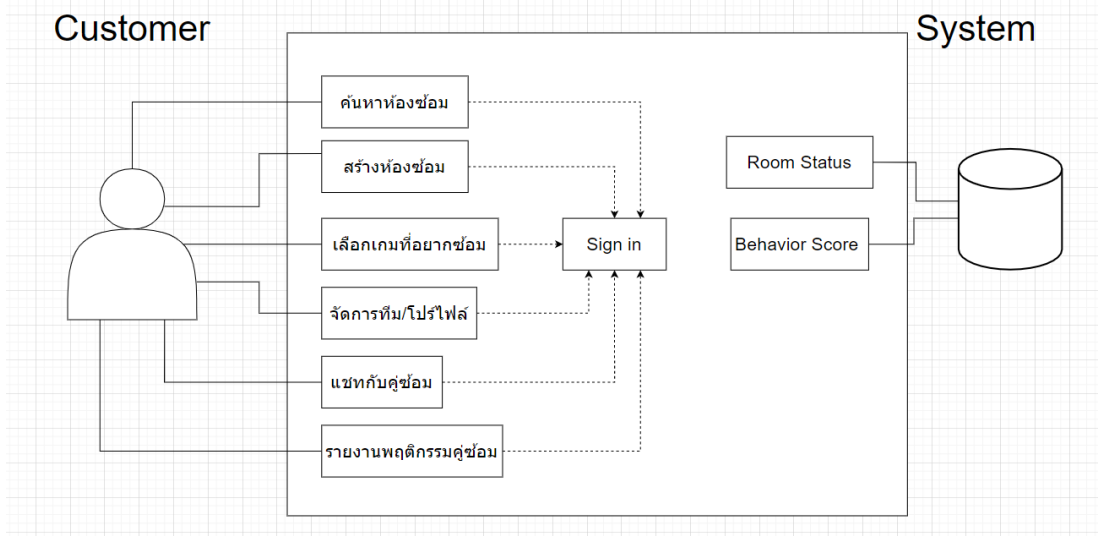 Customer
System
ค้นหาห้องซ้อม
สร้างห้องซ้อม
Room Status
เลือกเกมที่อยากซ้อม
Sign in
Behavior Score
จัดการทีม/โปร่ไฟล์
แชทกับคู่ซ้อม
รายงานพฤติกรรมคู่ซ้อม